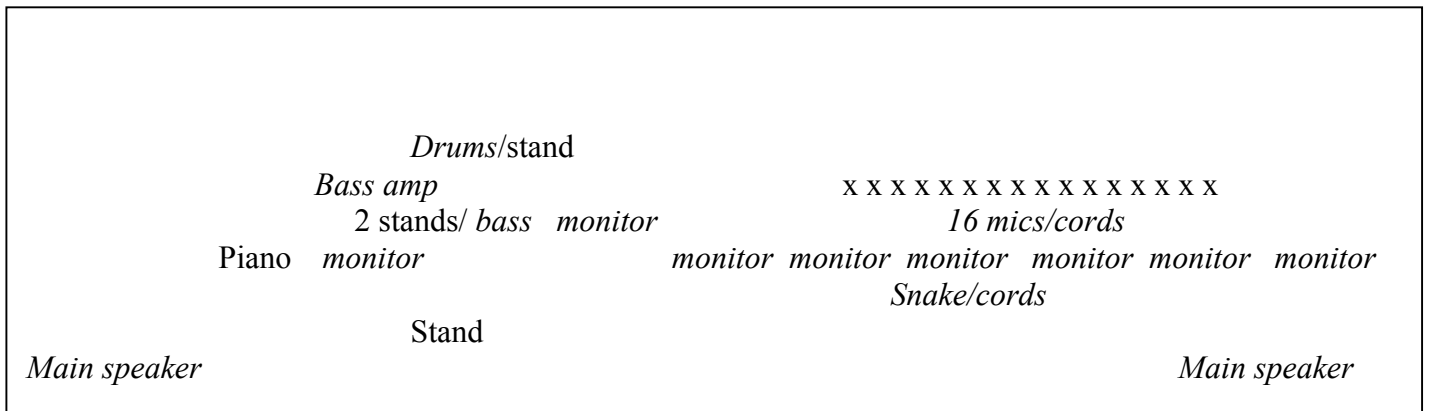 Drums/stand
Bass amp x x x x x x x x x x x x x x x x
2 stands/ bass monitor 16 mics/cords
Piano monitor monitor monitor monitor monitor monitor monitor
Snake/cords
Stand
Main speaker Main speaker